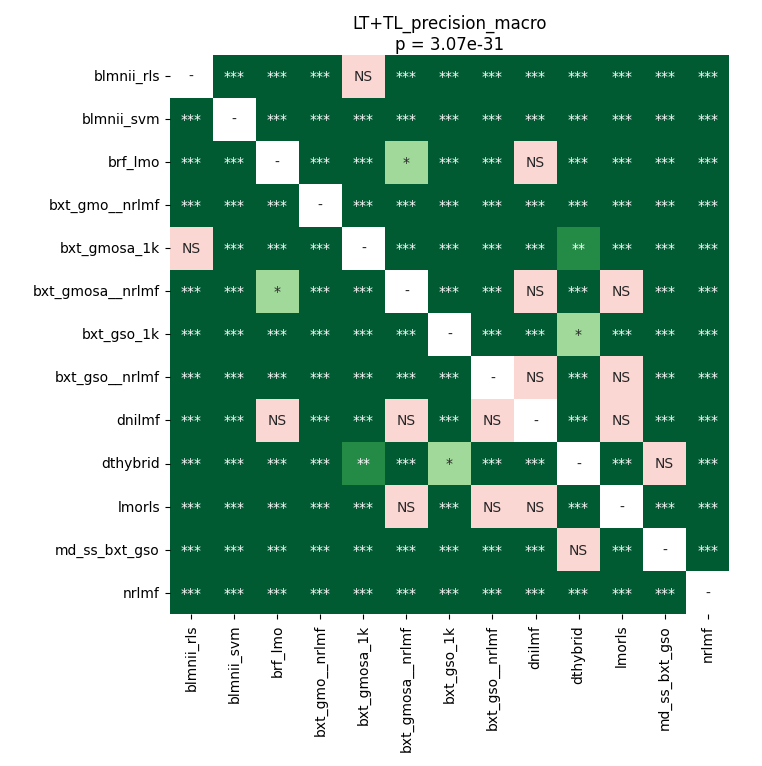 LT+TL_precision_macro
p = 3.07e-31
blmnii_rls - *** *** *** NS *** *** *** *** *** *** *** ***
blmnii_svm *** - *** *** *** *** *** *** *** *** *** *** ***
brf_lmo *** *** - *** *** * *** *** NS *** *** *** ***
bxt_gmo__nrlmf *** *** *** - *** *** *** *** *** *** *** *** ***
bxt_gmosa_1k NS *** *** *** - *** *** *** *** ** *** *** ***
bxt_gmosa__nrlmf *** *** * *** *** - *** *** NS *** NS *** ***
bxt_gso_1k *** *** *** *** *** *** - *** *** * *** *** ***
bxt_gso__nrlmf *** *** *** *** *** *** *** - NS *** NS *** ***
dnilmf *** *** NS *** *** NS *** NS - *** NS *** ***
dthybrid *** *** *** *** ** *** * *** *** - *** NS ***
lmorls *** *** *** *** *** NS *** NS NS *** - *** ***
md_ss_bxt_gso *** *** *** *** *** *** *** *** *** NS *** - ***
nrlmf *** *** *** *** *** *** *** *** *** *** *** *** -
blmnii_rls
blmnii_svm
brf_lmo
bxt_gmo__nrlmf
bxt_gmosa_1k
bxt_gmosa__nrlmf
bxt_gso_1k
bxt_gso__nrlmf
dnilmf
dthybrid
lmorls
md_ss_bxt_gso
nrlmf